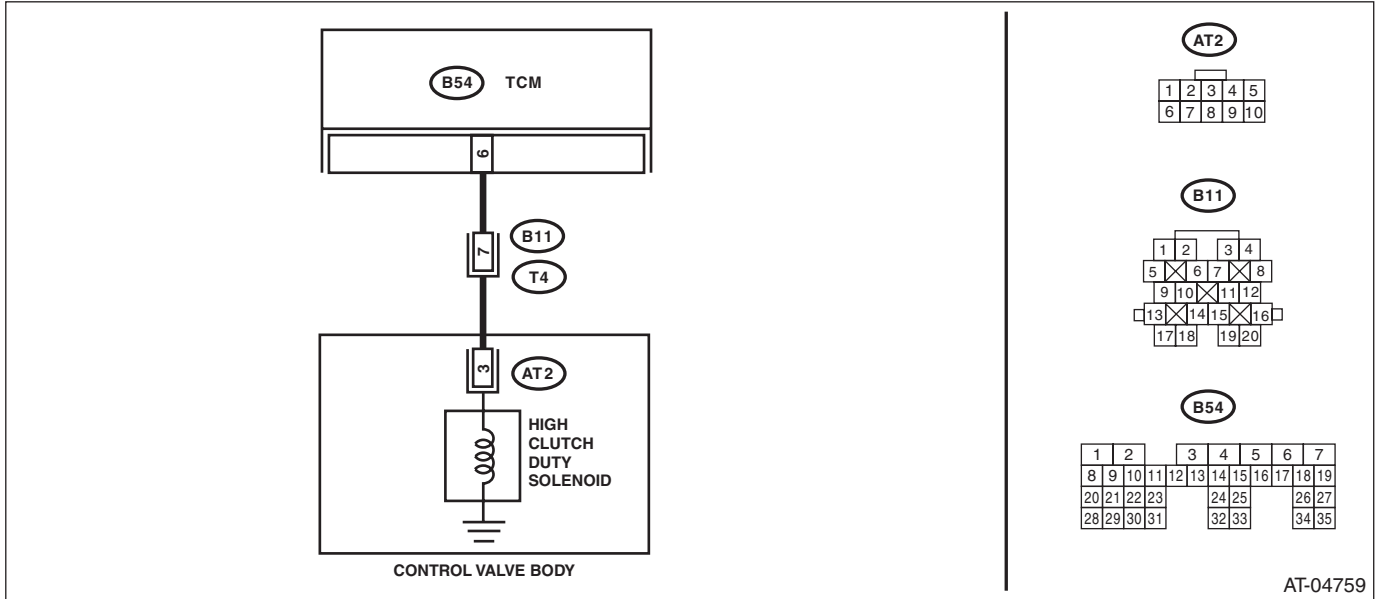 B54 TCM
6
7
B11
T4
3
AT2
HIGH
CLUTCH
DUTY
SOLENOID
CONTROL VALVE BODY
AT2
1 2 3 4 5
6 7 8 9 10
B11
1 2 3 4
5 6 7 8
9 10 11 12
13 14 15 16
17 18 19 20
B54
1 2 3 4 5 6 7
8 9 10 11 12 13 14 15 16 17 18 19
20 21 22 23 24 25 26 27
28 29 30 31 32 33 34 35
AT-04759